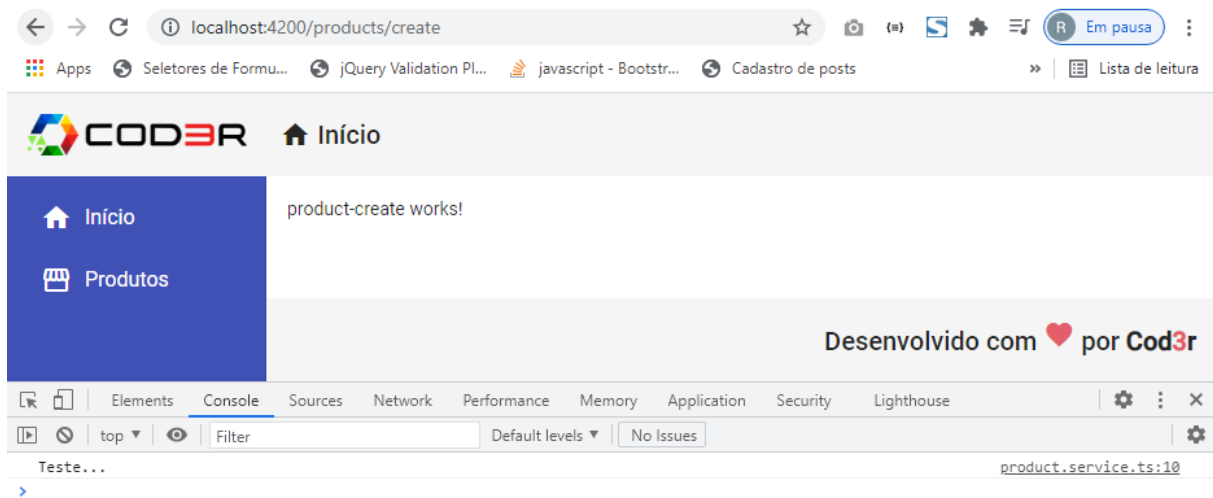 localhost:4200/products/create
R Em pausa
Apps Seletores de Formu... jQuery Validation Pl... javascript - Bootstr... Cadastro de posts » Lista de leitura
COD3R Início
Início
product-create works!
Produtos
Desenvolvido com por Cod3r
Elements Console Sources Network Performance Memory Application Security Lighthouse
top Filter Default levels No Issues
Teste... product.service.ts:10